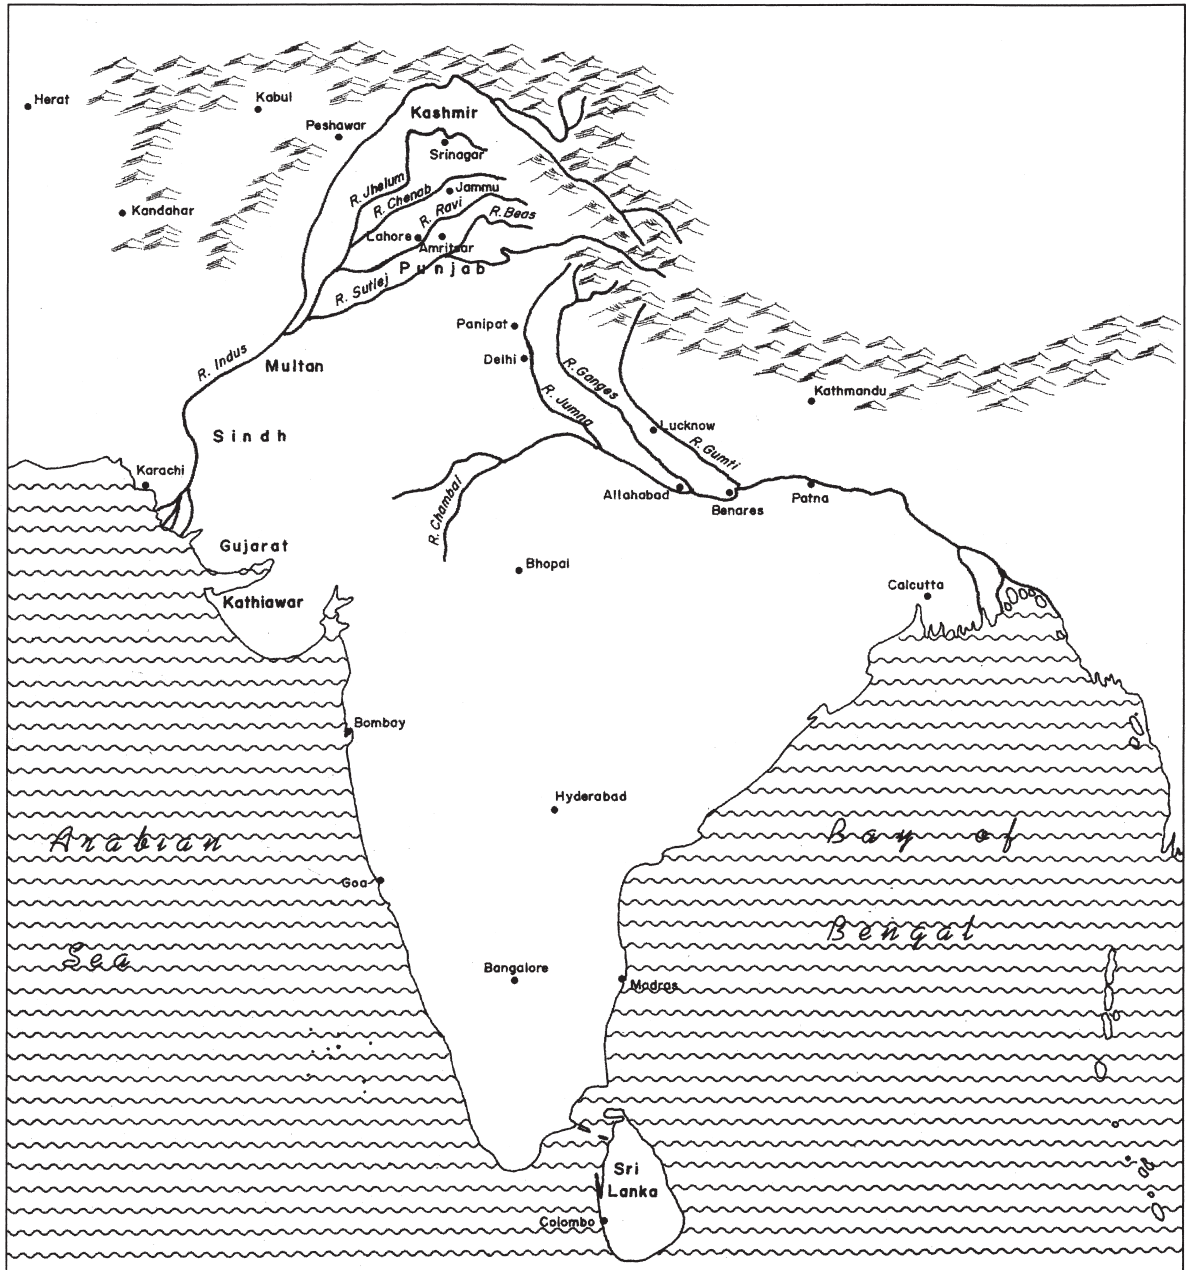 Herat
Kabul
Peshawar
Kashmir
Srinagar
R. Jhelum
R. Chenab
Jammu
Kandahar
R. Ravi
R. Beas
Lahore
Amritsar
Punjab
R. Sutlej
Panipat
Delhi
R. Indus
Multan
R. Ganges
R. Jumna
Kathmandu
Sindh
Lucknow
R. Gumti
Karachi
R. Chambal
Allahabad
Benares
Patna
Gujarat
Bhopal
Calcutta
Kathiawar
Bombay
Hyderabad
Arabian
Bay of
Goa
Bengal
Sea
Bangalore
Madras
Sri
Lanka
Colombo